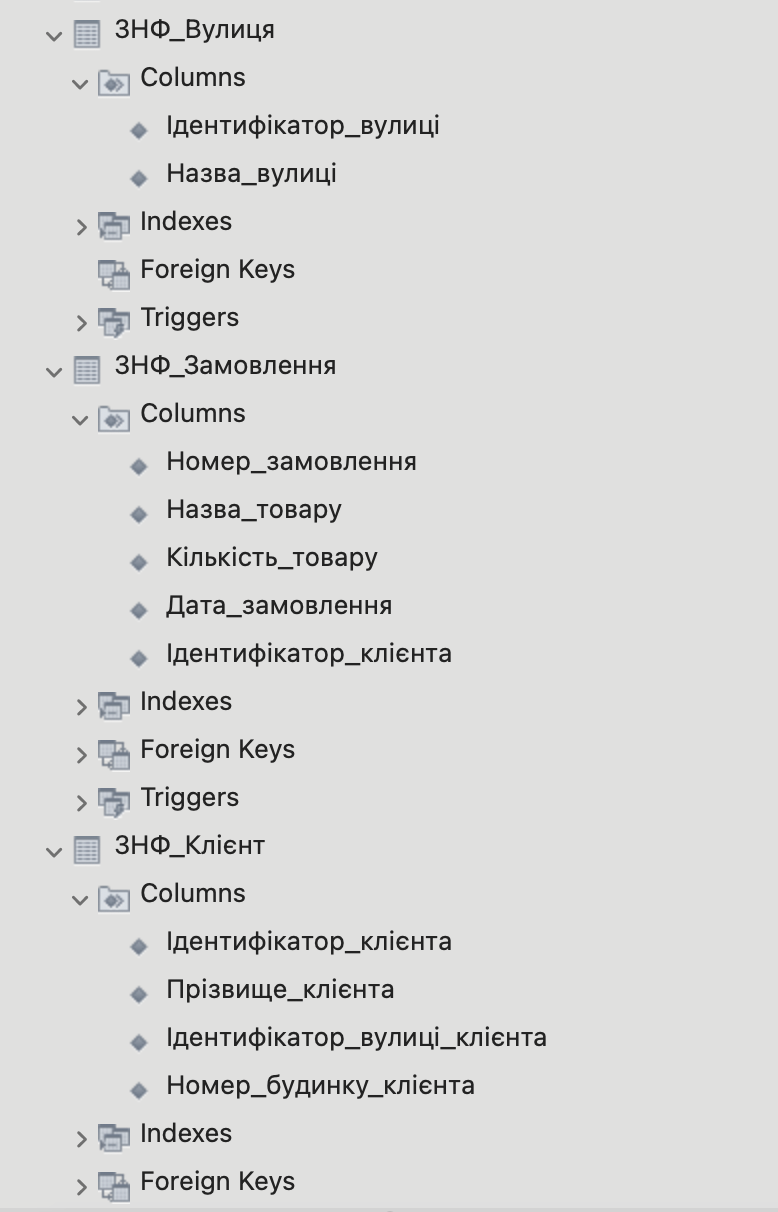 3НФ_Вулиця
Columns
Ідентифікатор_вулиці
Назва_вулиці
Indexes
Foreign Keys
Triggers
3НФ_Замовлення
Columns
Номер_замовлення
Назва_товару
Кількість_товару
Дата_замовлення
Ідентифікатор_клієнта
Indexes
Foreign Keys
Triggers
3НФ_Клієнт
Columns
Ідентифікатор_клієнта
Прізвище_клієнта
Ідентифікатор_вулиці_клієнта
Номер_будинку_клієнта
Indexes
Foreign Keys